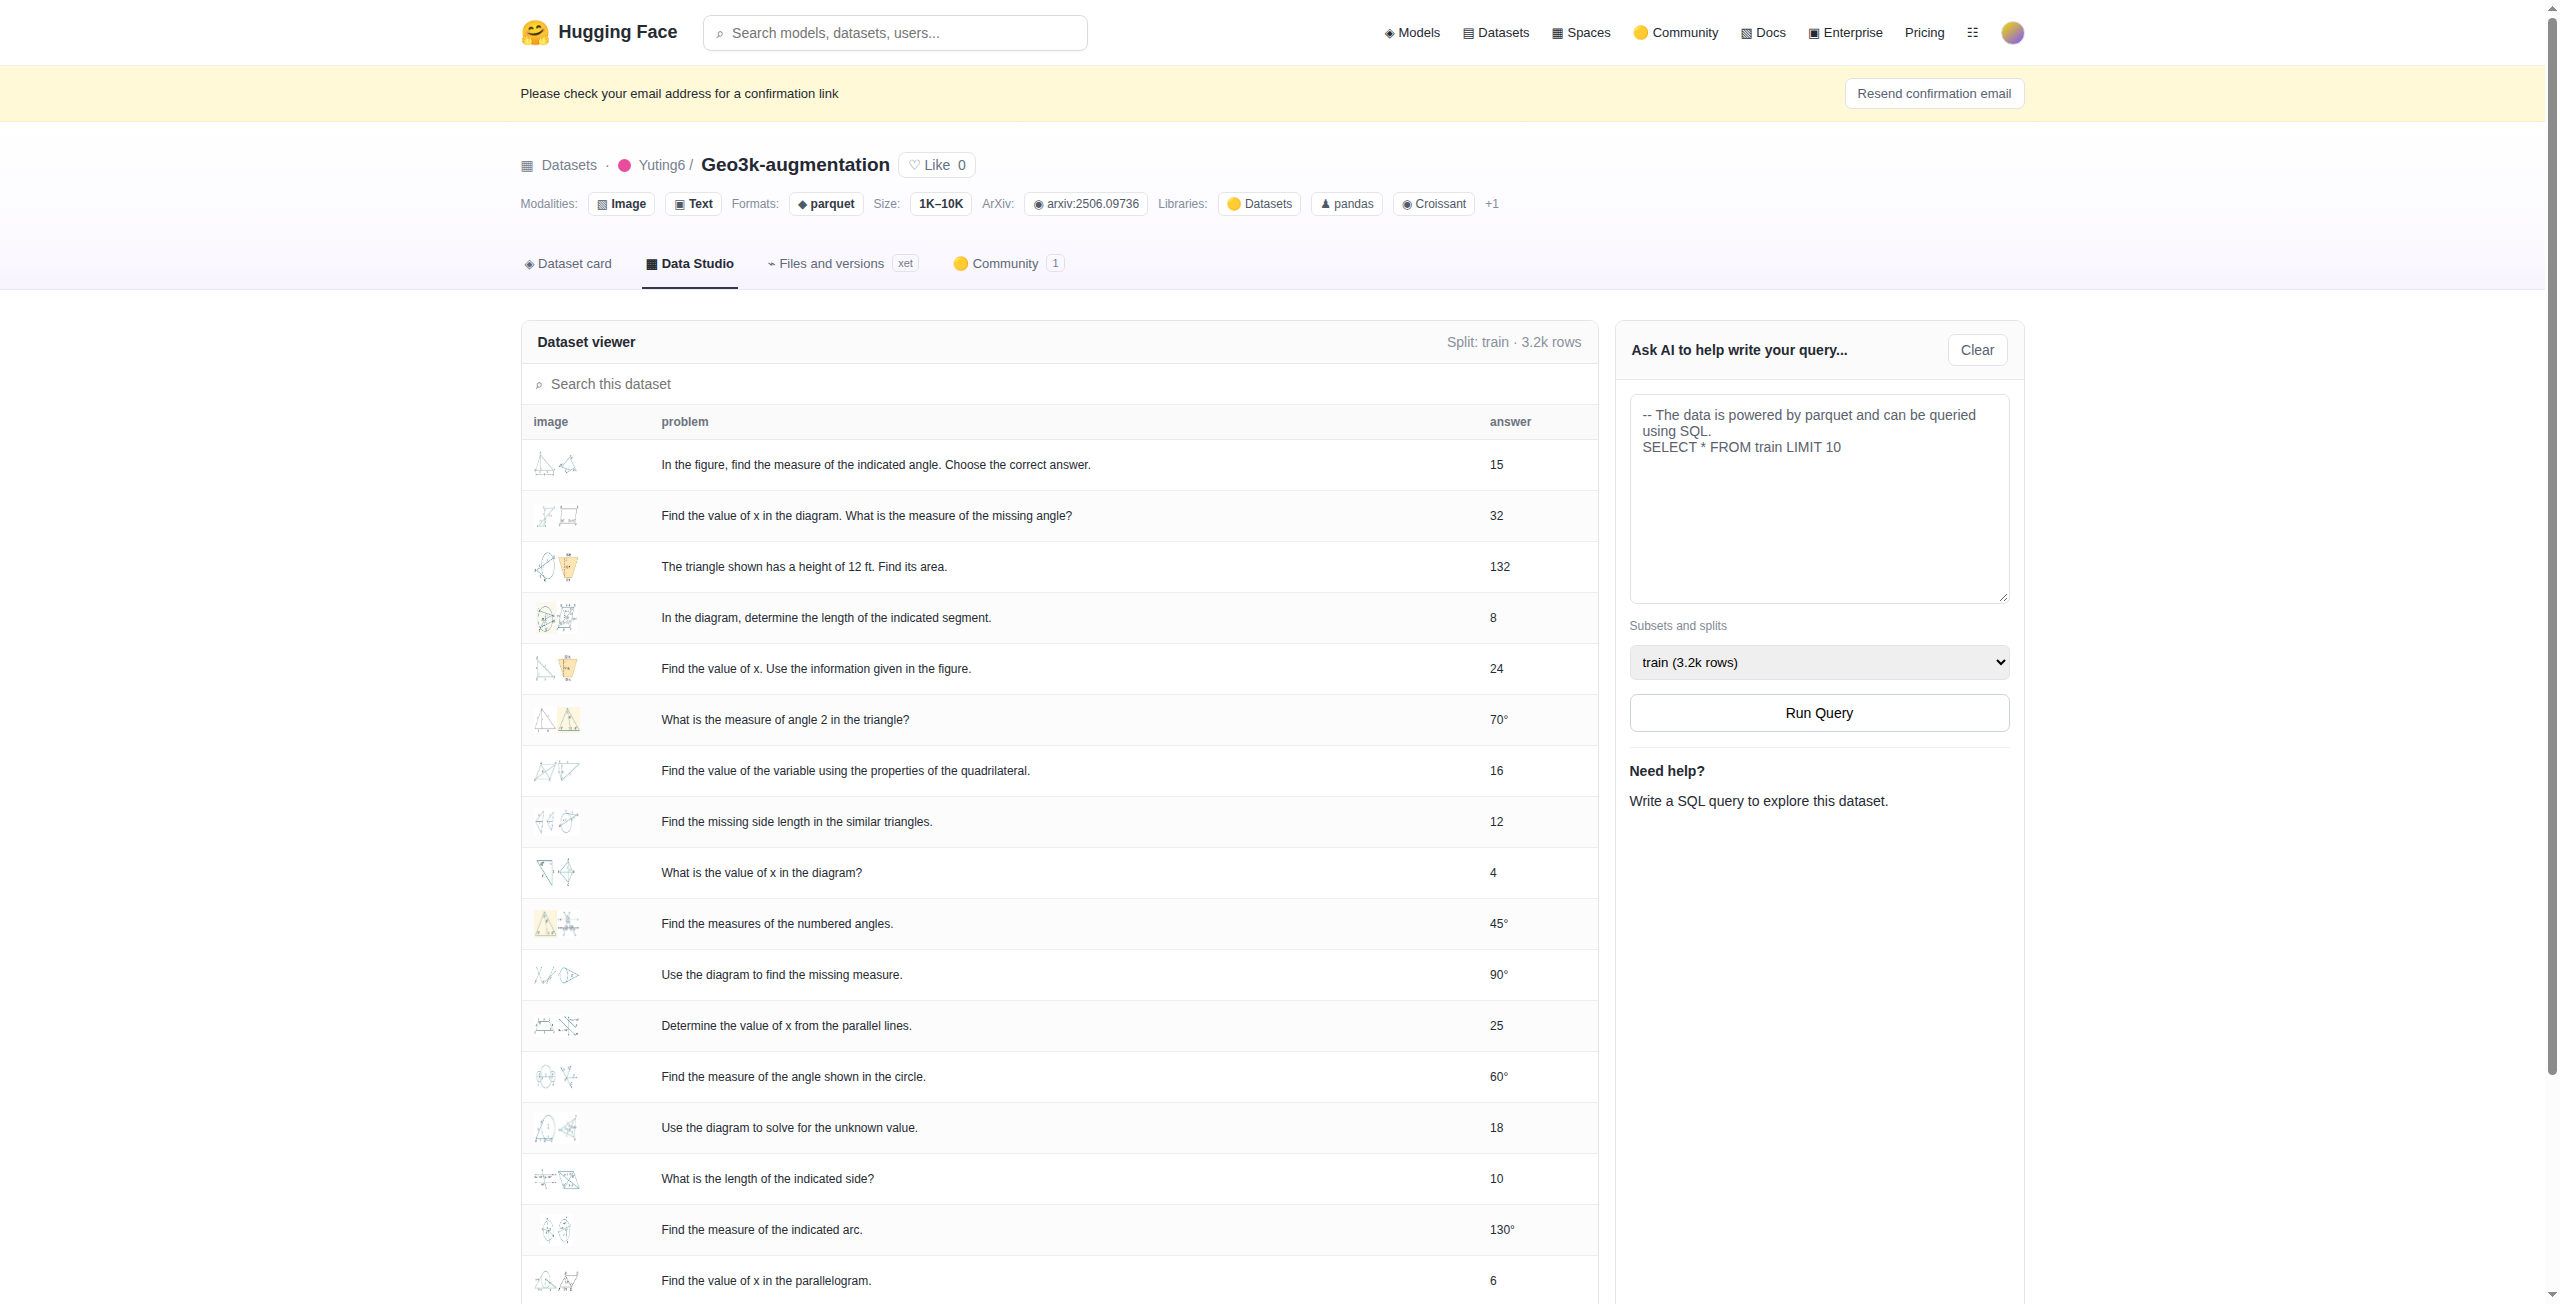 Hugging Face
Search models, datasets, users...
Models
Datasets
Spaces
Community
Docs
Enterprise
Pricing
Please check your email address for a confirmation link
Resend confirmation email
Datasets · Yuting6 / Geo3k-augmentation
Like 0
Modalities: Image Text Formats: parquet Size: 1K–10K ArXiv: arxiv:2506.09736 Libraries: Datasets pandas Croissant +1
Dataset card
Data Studio
Files and versions xet
Community 1
Dataset viewer
Split: train · 3.2k rows
Search this dataset
image problem answer
In the figure, find the measure of the indicated angle. Choose the correct answer. 15
Find the value of x in the diagram. What is the measure of the missing angle? 32
The triangle shown has a height of 12 ft. Find its area. 132
In the diagram, determine the length of the indicated segment. 8
Find the value of x. Use the information given in the figure. 24
What is the measure of angle 2 in the triangle? 70°
Find the value of the variable using the properties of the quadrilateral. 16
Find the missing side length in the similar triangles. 12
What is the value of x in the diagram? 4
Find the measures of the numbered angles. 45°
Use the diagram to find the missing measure. 90°
Determine the value of x from the parallel lines. 25
Find the measure of the angle shown in the circle. 60°
Use the diagram to solve for the unknown value. 18
What is the length of the indicated side? 10
Find the measure of the indicated arc. 130°
Find the value of x in the parallelogram. 6
Ask AI to help write your query...
Clear
-- The data is powered by parquet and can be queried
using SQL.
SELECT * FROM train LIMIT 10
Subsets and splits
train (3.2k rows)
Run Query
Need help?
Write a SQL query to explore this dataset.